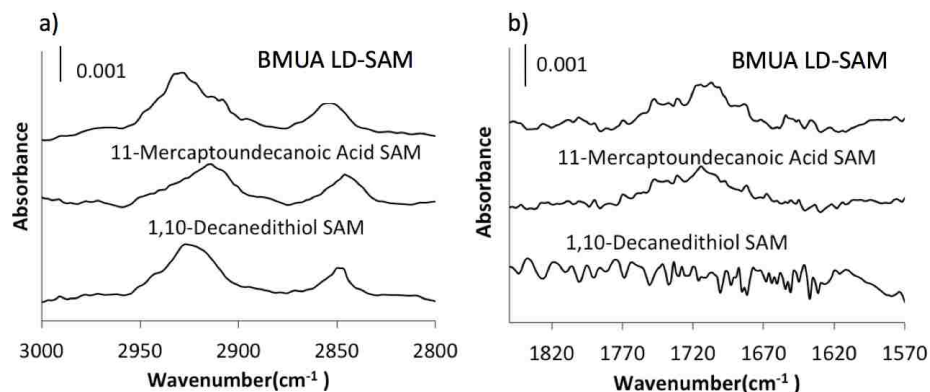 a)
0.001
BMUA LD-SAM
11-Mercaptoundecanoic Acid SAM
1,10-Decanedithiol SAM
Absorbance
3000 2950 2900 2850 2800
Wavenumber(cm⁻¹ )
b)
0.001
BMUA LD-SAM
11-Mercaptoundecanoic Acid SAM
1,10-Decanedithiol SAM
Absorbance
1820 1770 1720 1670 1620 1570
Wavenumber(cm⁻¹ )